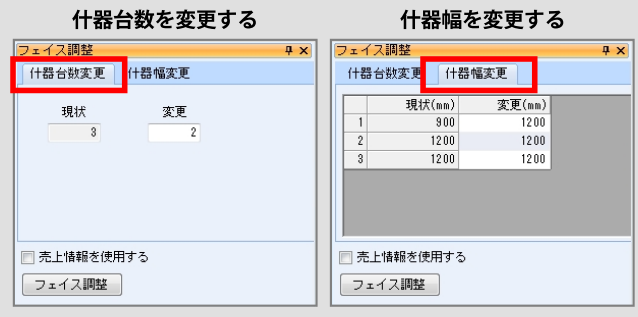 什器台数を変更する
フェイス調整
什器台数変更 什器幅変更
現状 変更
3 2
売上情報を使用する
フェイス調整
什器幅を変更する
フェイス調整
什器台数変更 什器幅変更
現状(mm) 変更(mm)
1 900 1200
2 1200 1200
3 1200 1200
売上情報を使用する
フェイス調整